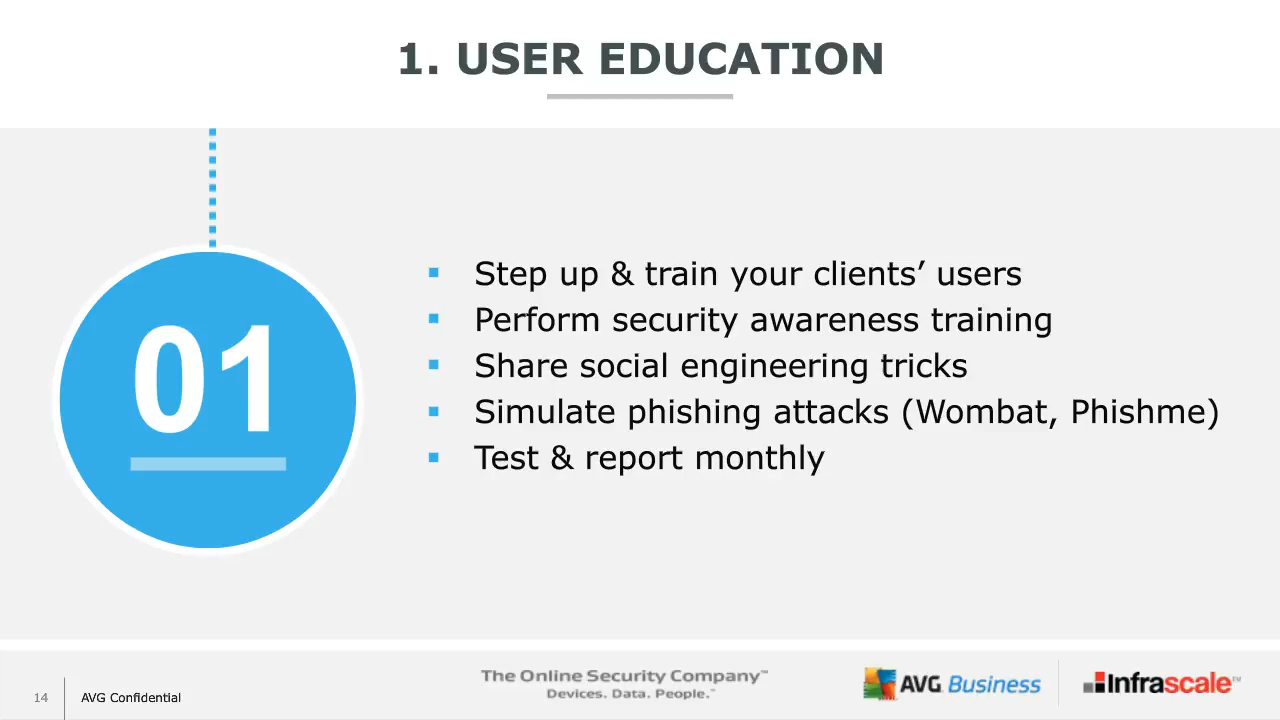 1. USER EDUCATION
01
Step up & train your clients’ users
Perform security awareness training
Share social engineering tricks
Simulate phishing attacks (Wombat, Phishme)
Test & report monthly
14
AVG Confidential
The Online Security Company™
Devices. Data. People.™
AVG Business
Infrascale™